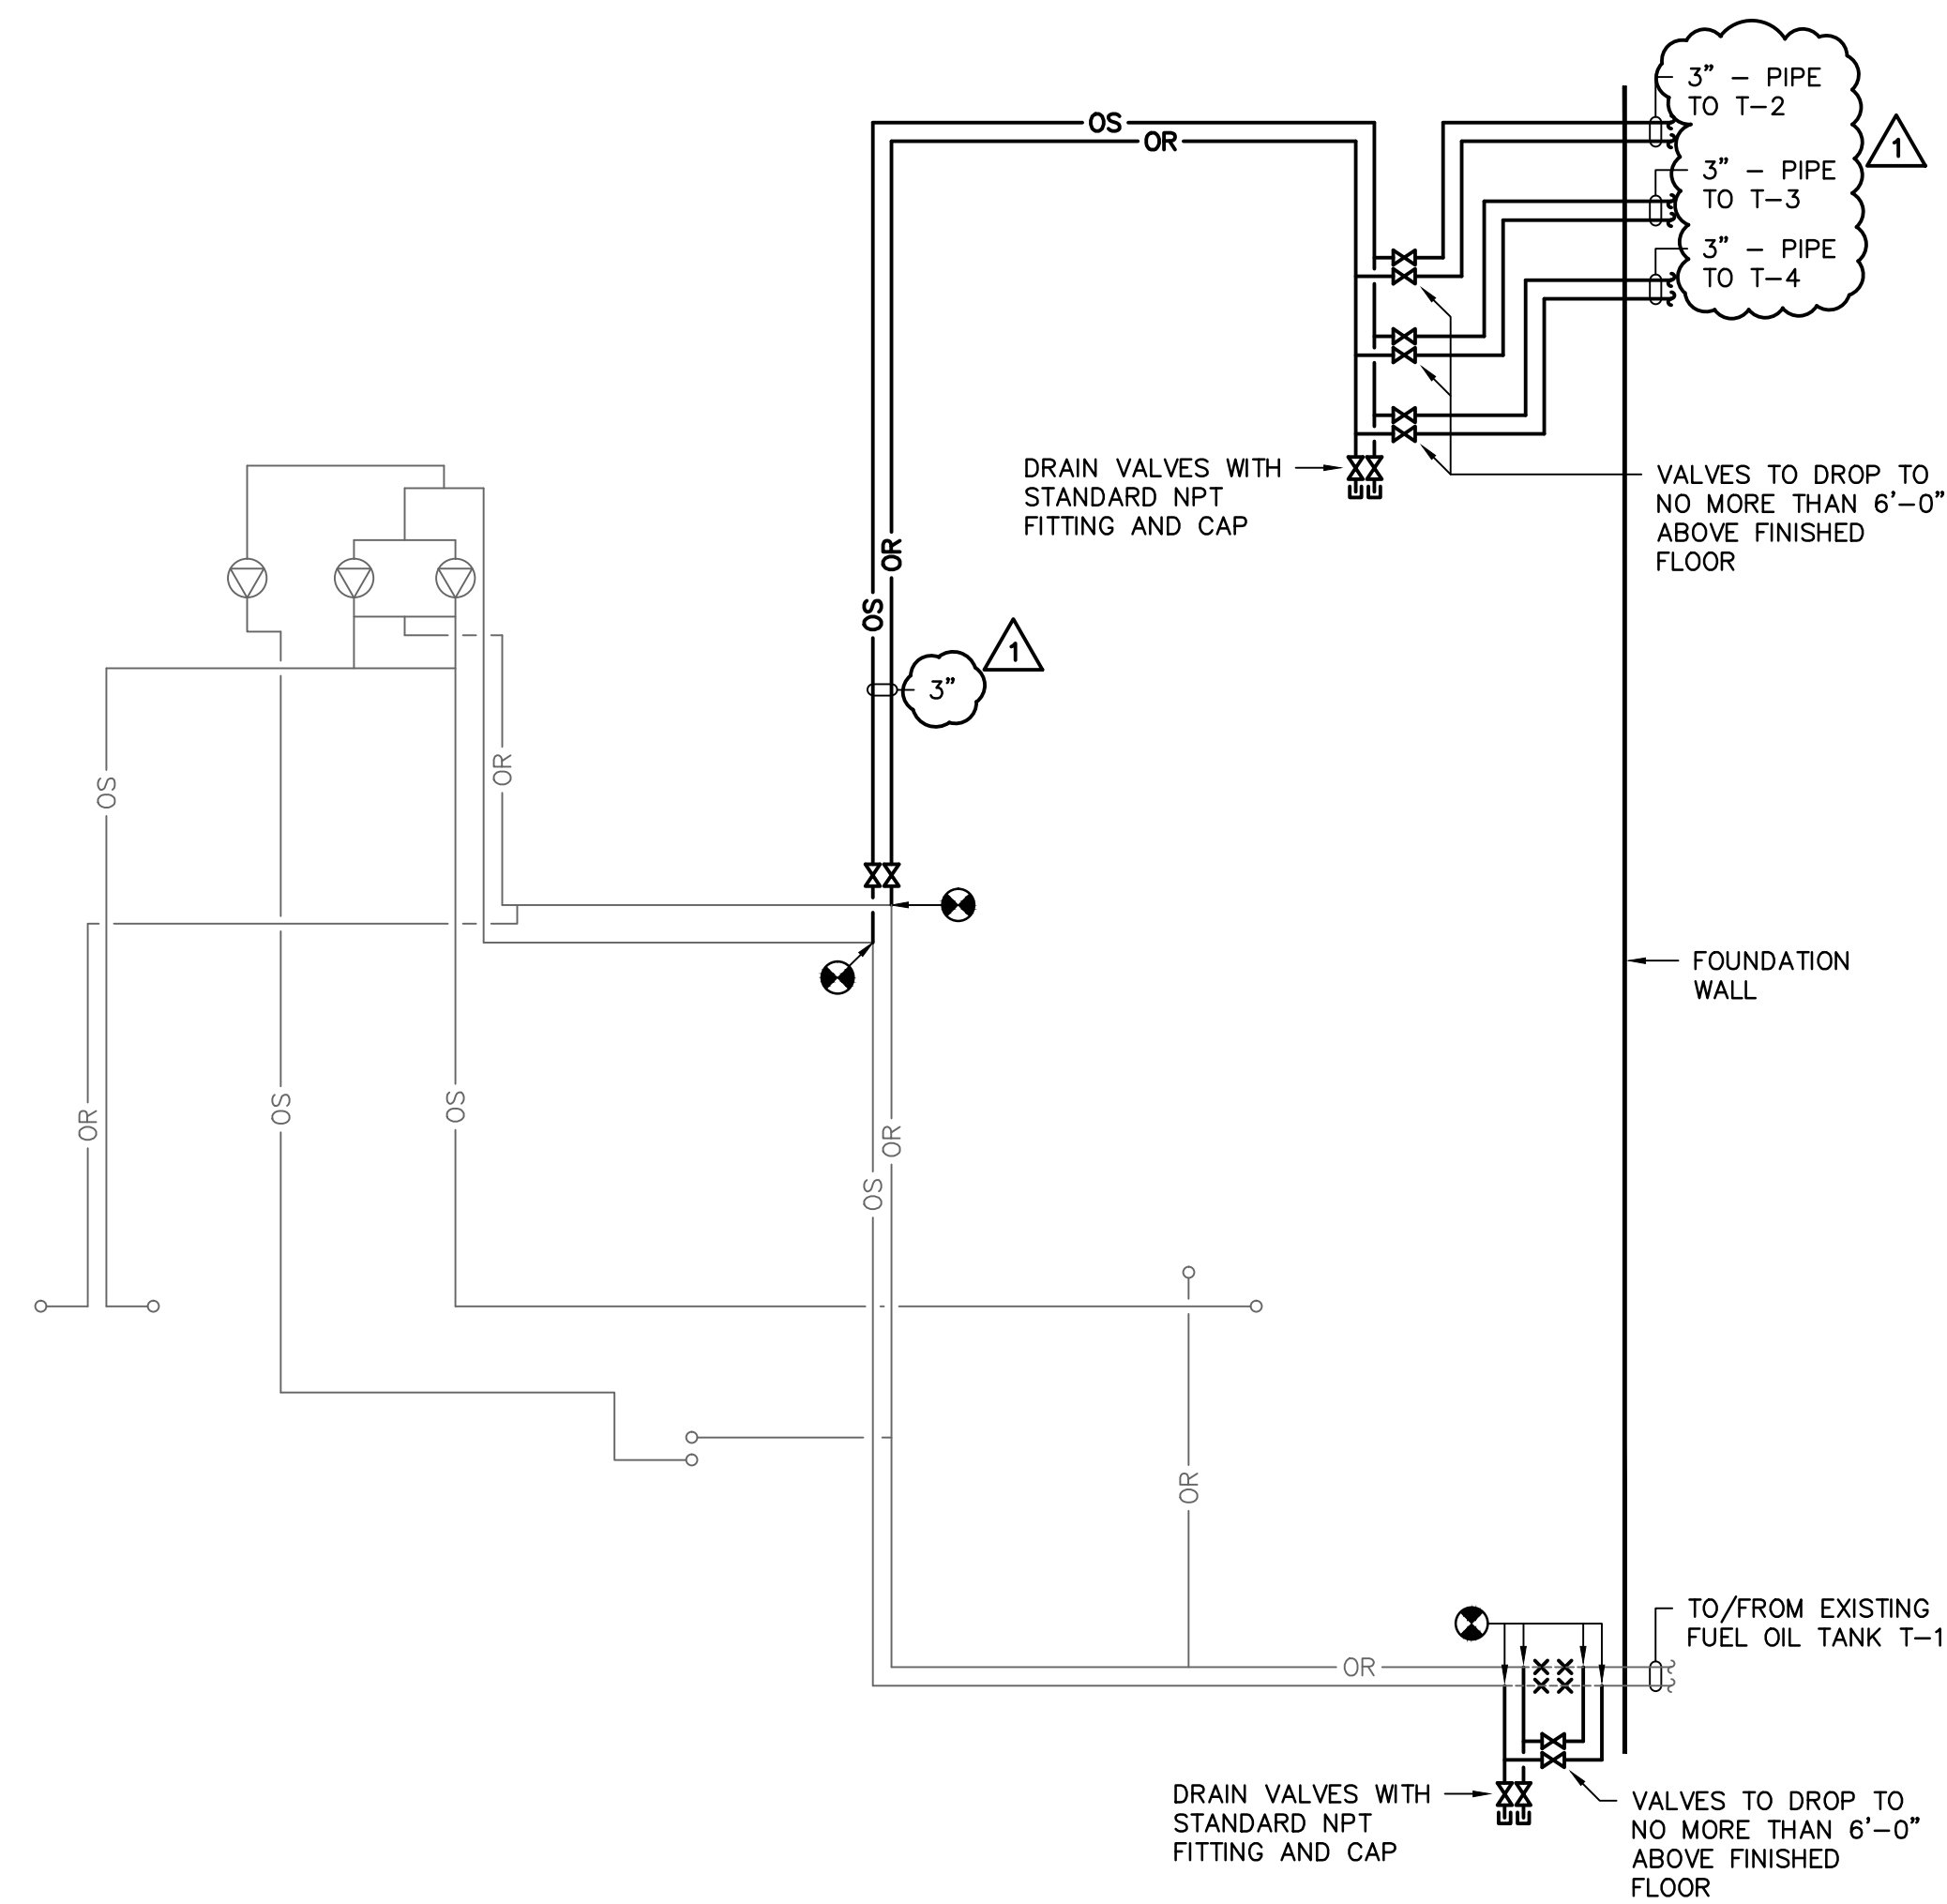 3" - PIPE
TO T-2
1
3" - PIPE
TO T-3
3" - PIPE
TO T-4
OS
OR
DRAIN VALVES WITH
STANDARD NPT
FITTING AND CAP
VALVES TO DROP TO
NO MORE THAN 6'-0"
ABOVE FINISHED
FLOOR
OR
OS
1
3"
OR
OS
FOUNDATION
WALL
OR
OS
OS
OR
OS
OR
OR
TO/FROM EXISTING
FUEL OIL TANK T-1
DRAIN VALVES WITH
STANDARD NPT
FITTING AND CAP
VALVES TO DROP TO
NO MORE THAN 6'-0"
ABOVE FINISHED
FLOOR